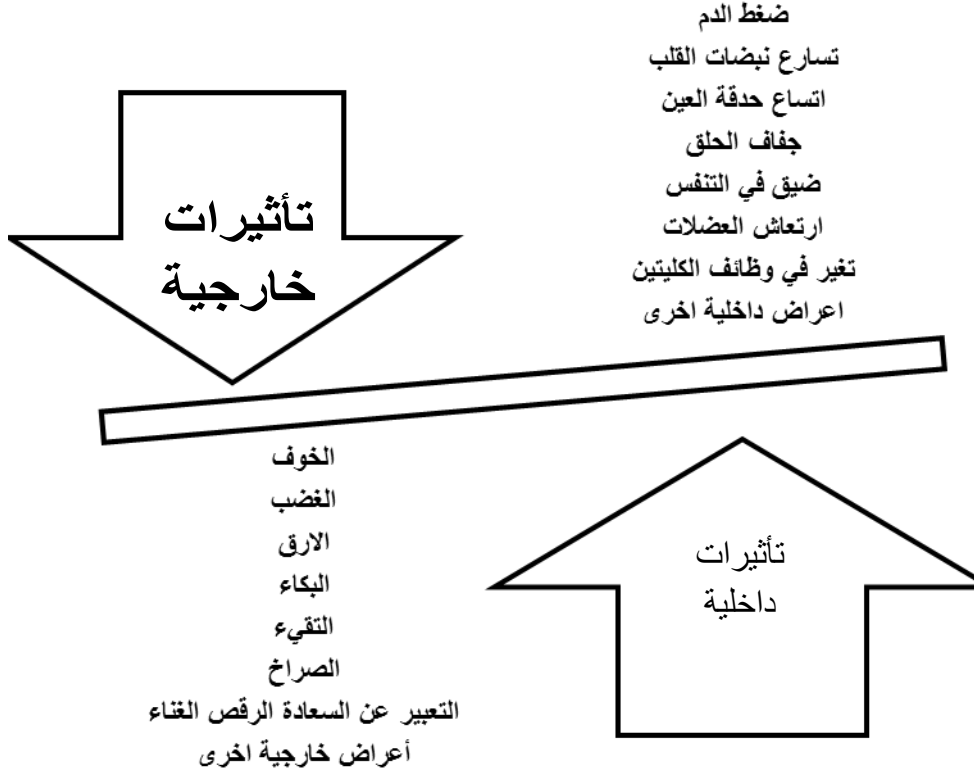 ضغط الدم
تسارع نبضات القلب
اتساع حدقة العين
جفاف الحلق
ضيق في التنفس
ارتعاش العضلات
تغير في وظائف الكليتين
اعراض داخلية اخرى
تأثيرات
خارجية
الخوف
الغضب
الارق
البكاء
التقيء
الصراخ
التعبير عن السعادة الرقص الغناء
أعراض خارجية اخرى
تأثيرات
داخلية